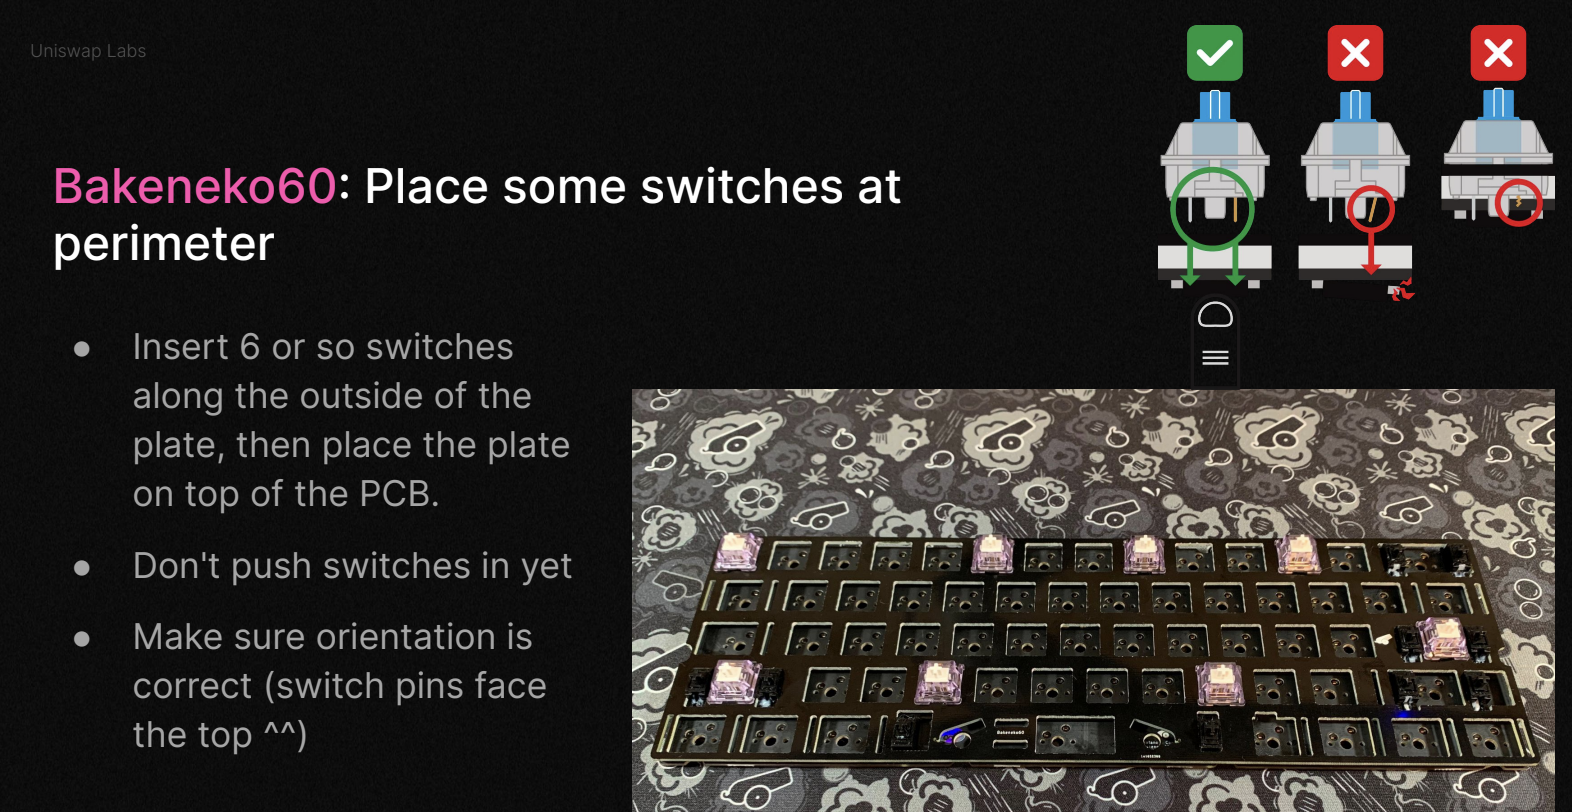 Uniswap Labs
Bakeneko60: Place some switches at
perimeter
● Insert 6 or so switches
along the outside of the
plate, then place the plate
on top of the PCB.
● Don't push switches in yet
● Make sure orientation is
correct (switch pins face
the top ^^)
Bakeneko60